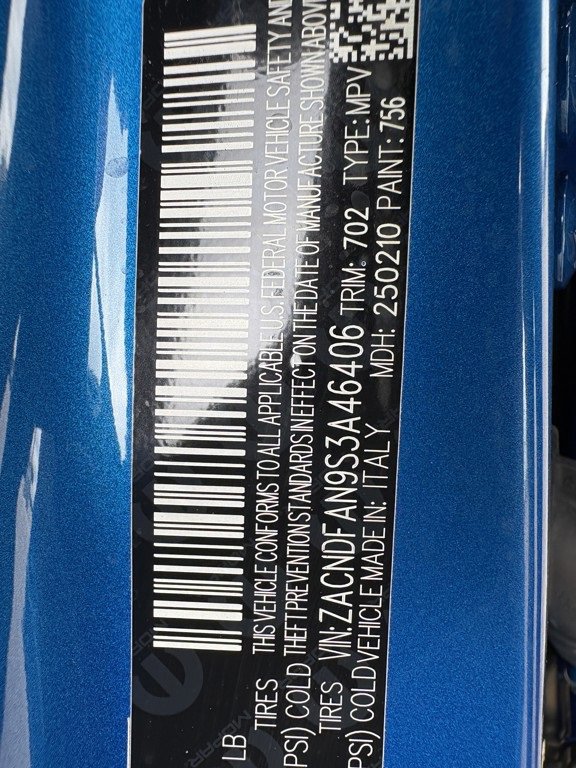 LB
TIRES THIS VEHICLE CONFORMS TO ALL APPLICABLE U.S. FEDERAL MOTOR VEHICLE SAFETY AND
PSI) COLD THEFT PREVENTION STANDARDS IN EFFECT ON THE DATE OF MANUFACTURE SHOWN ABOVE
TIRES VIN: ZACNDFAN9S3A46406 TRIM: 702 TYPE: MPV
PSI) COLD VEHICLE MADE IN: ITALY MDH: 250210 PAINT: 756
MOPAR